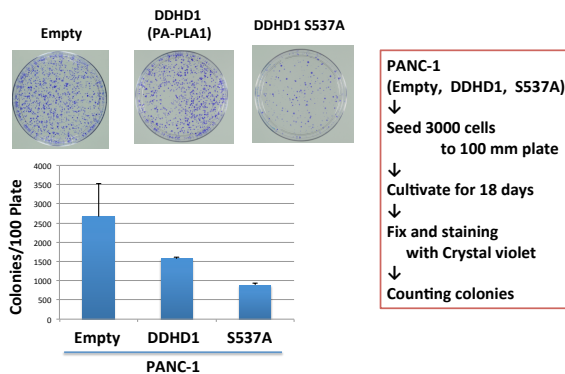 Empty
DDHD1
(PA-PLA1)
DDHD1 S537A
Colonies/100 Plate
4000
3500
3000
2500
2000
1500
1000
500
0
Empty
DDHD1
S537A
PANC-1
PANC-1
(Empty, DDHD1, S537A)
↓
Seed 3000 cells
to 100 mm plate
↓
Cultivate for 18 days
↓
Fix and staining
with Crystal violet
↓
Counting colonies